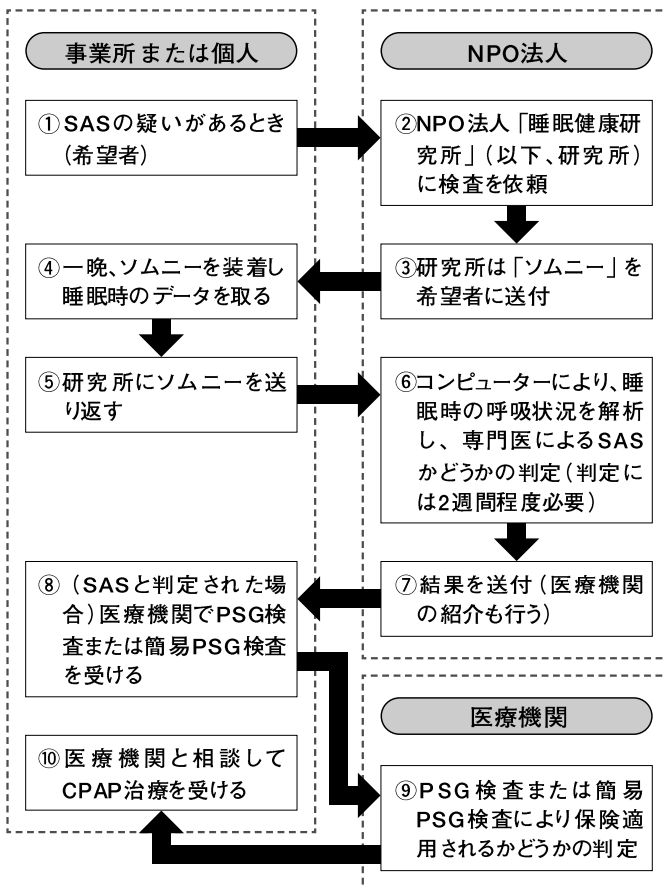 事業所または個人
NPO法人
①SASの疑いがあるとき
(希望者)
②NPO法人「睡眠健康研
究所」(以下、研究所)
に検査を依頼
③研究所は「ソムニー」を
希望者に送付
④一晩、ソムニーを装着し
睡眠時のデータを取る
⑤研究所にソムニーを送
り返す
⑥コンピューターにより、睡
眠時の呼吸状況を解析
し、専門医によるSAS
かどうかの判定(判定に
は2週間程度必要)
⑦結果を送付(医療機関
の紹介も行う)
⑧(SASと判定された場
合)医療機関でPSG検
査または簡易PSG検査
を受ける
医療機関
⑨PSG検査または簡易
PSG検査により保険適
用されるかどうかの判定
⑩医療機関と相談して
CPAP治療を受ける